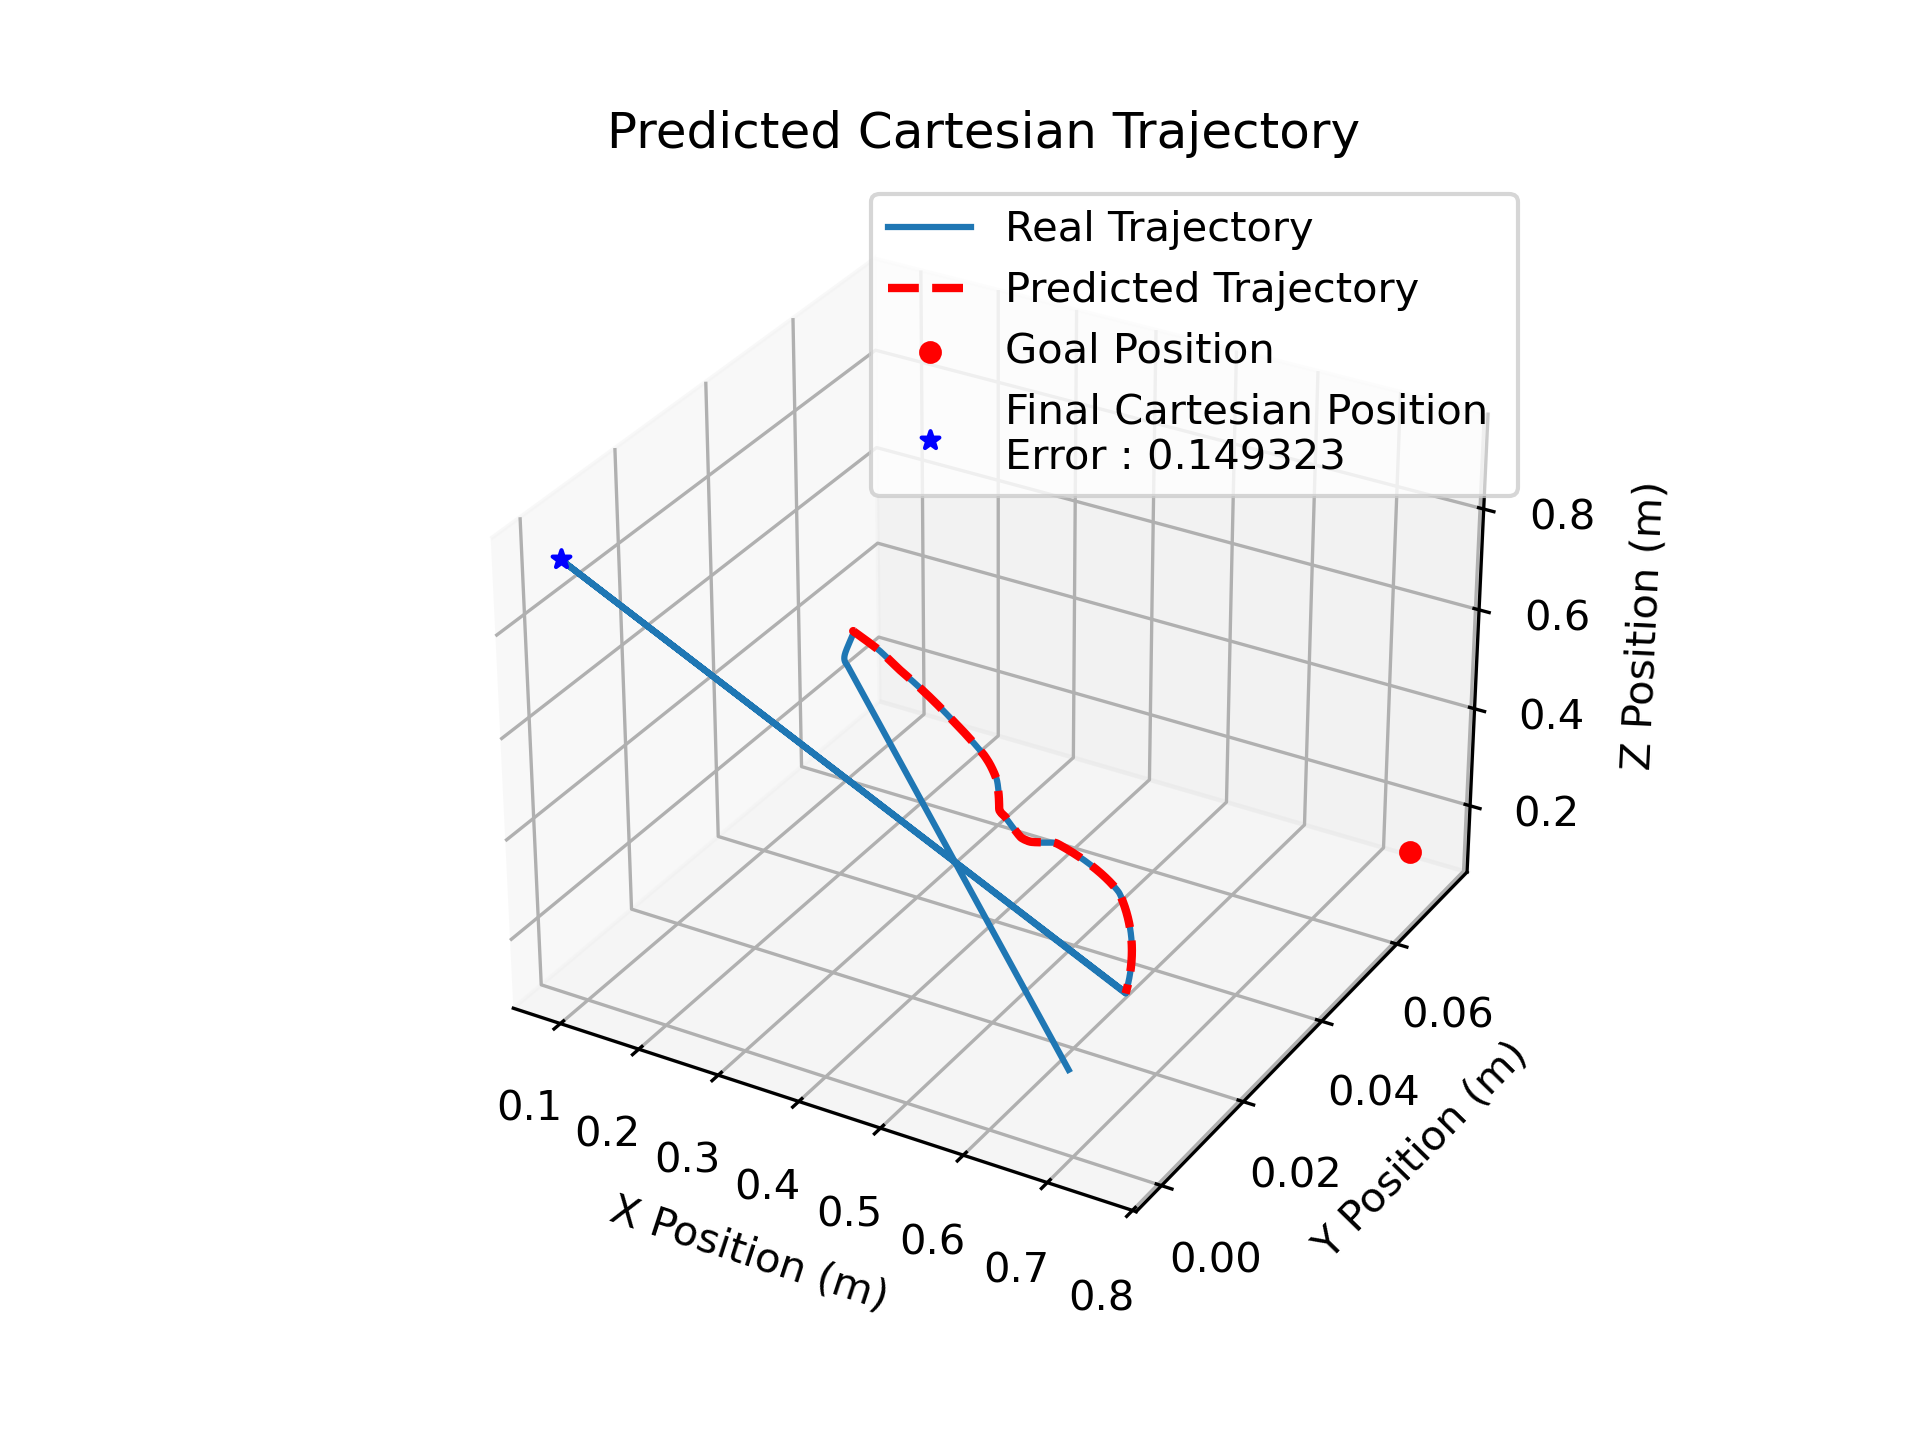 Predicted Cartesian Trajectory
Real Trajectory
Predicted Trajectory
Goal Position
Final Cartesian Position
Error : 0.149323
0.8
0.6
0.4
0.2
Z Position (m)
0.1
0.2
0.3
0.4
0.5
0.6
0.7
0.8
X Position (m)
0.00
0.02
0.04
0.06
Y Position (m)